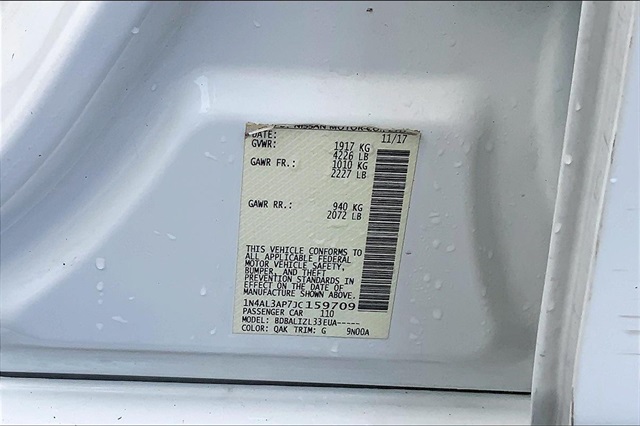 NISSAN MOTOR CO.
DATE: 11/17
GVWR: 1917 KG
4226 LB
GAWR FR.: 1010 KG
2227 LB
GAWR RR.: 940 KG
2072 LB
THIS VEHICLE CONFORMS TO
ALL APPLICABLE FEDERAL
MOTOR VEHICLE SAFETY,
BUMPER, AND THEFT
PREVENTION STANDARDS IN
EFFECT ON THE DATE OF
MANUFACTURE SHOWN ABOVE.
1N4AL3AP7JC159709
PASSENGER CAR 110
MODEL: BDBALIZL33EUA-----
COLOR: QAK TRIM: G 9N00A